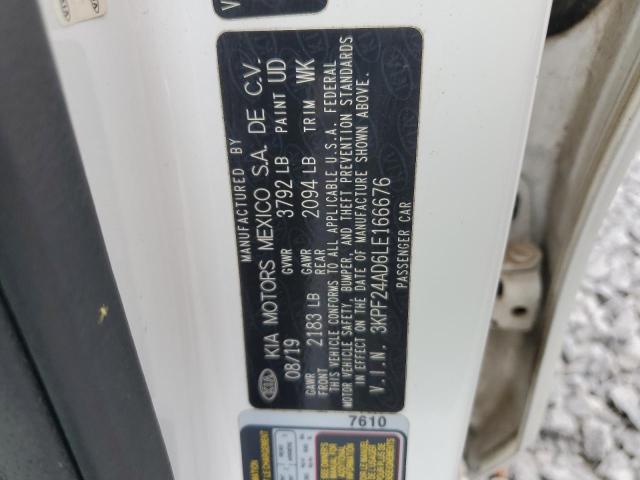 MANUFACTURED BY
KIA MOTORS MEXICO S.A. DE C.V.
08/19 GVWR 3792 LB PAINT UD
GAWR FRONT 2183 LB GAWR REAR 2094 LB TRIM WK
THIS VEHICLE CONFORMS TO ALL APPLICABLE U.S.A. FEDERAL
MOTOR VEHICLE SAFETY, BUMPER, AND THEFT PREVENTION STANDARDS
IN EFFECT ON THE DATE OF MANUFACTURE SHOWN ABOVE.
V.I.N. 3KPF24AD6LE166676
PASSENGER CAR
7610